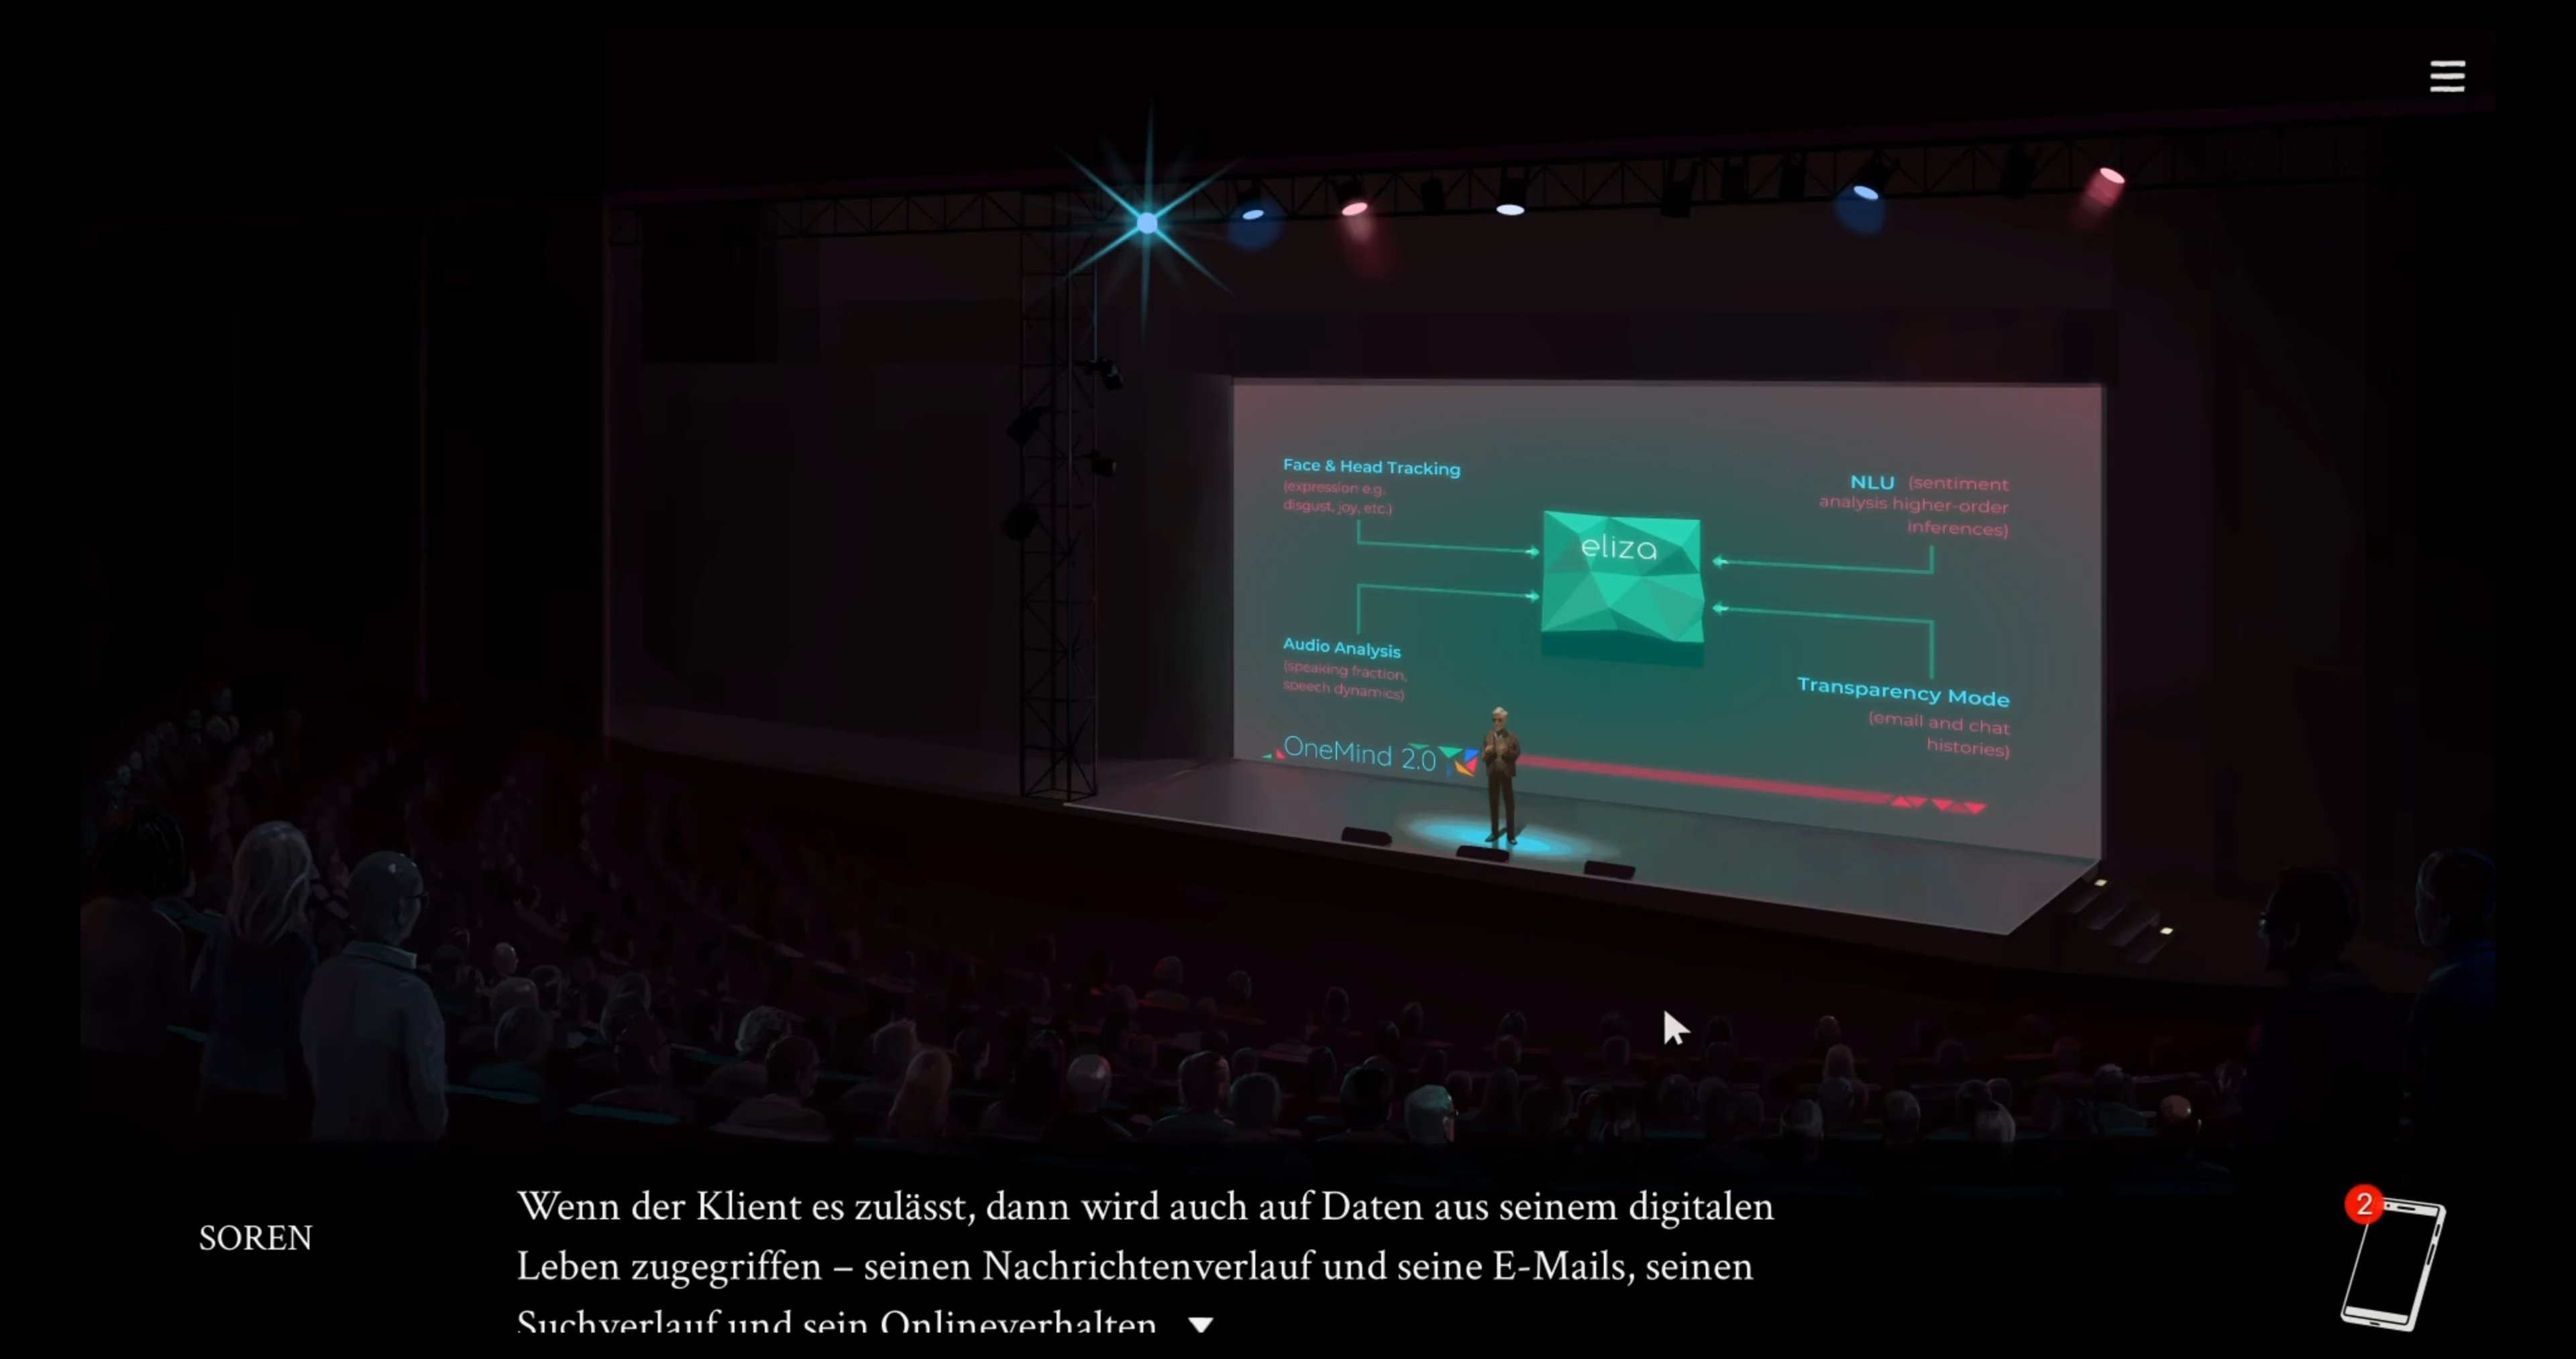 Face & Head Tracking
(expression e.g.
disgust, joy, etc.)
NLU (sentiment
analysis higher-order
inferences)
eliza
Audio Analysis
(speaking fraction,
speech dynamics)
Transparency Mode
(email and chat
histories)
OneMind 2.0
SOREN
Wenn der Klient es zulässt, dann wird auch auf Daten aus seinem digitalen
Leben zugegriffen – seinen Nachrichtenverlauf und seine E-Mails, seinen
Suchverlauf und sein Onlineverhalten
2